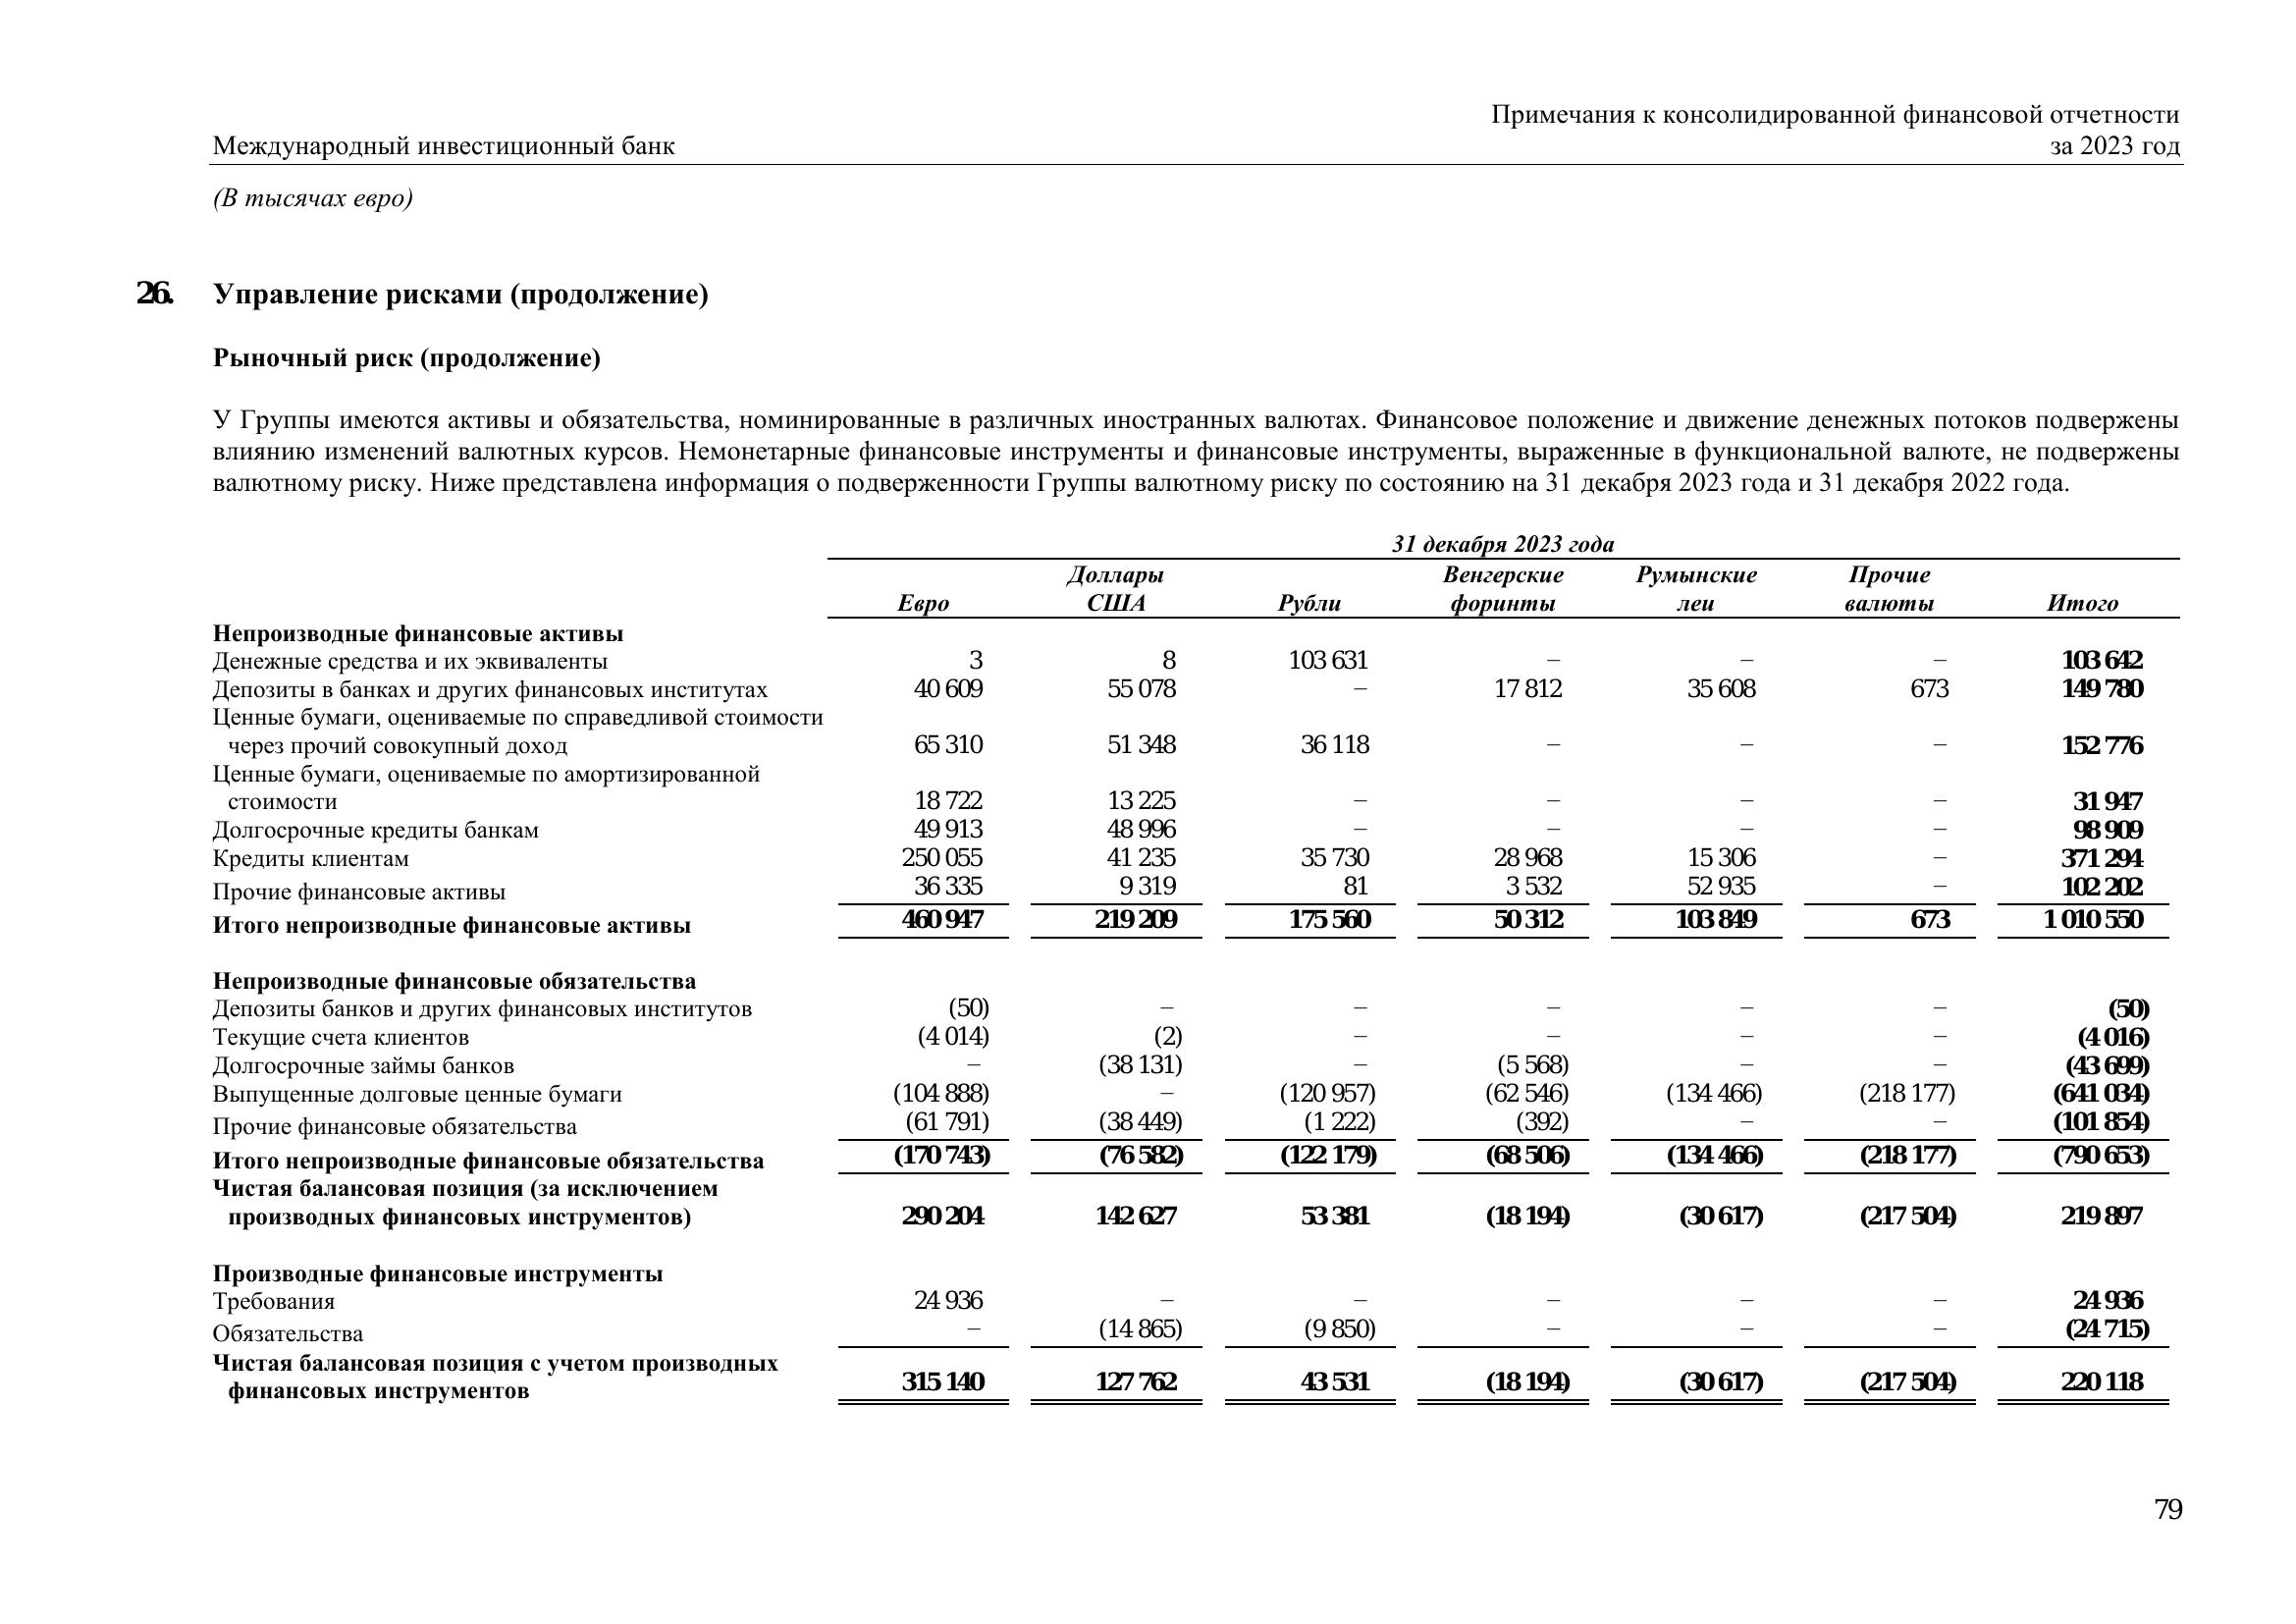 Примечания к консолидированной финансовой отчетности
Международный инвестиционный банк за 2023 год
(В тысячах евро)
26. Управление рисками (продолжение)
Рыночный риск (продолжение)
У Группы имеются активы и обязательства, номинированные в различных иностранных валютах. Финансовое положение и движение денежных потоков подвержены
влиянию изменений валютных курсов. Немонетарные финансовые инструменты и финансовые инструменты, выраженные в функциональной валюте, не подвержены
валютному риску. Ниже представлена информация о подверженности Группы валютному риску по состоянию на 31 декабря 2023 года и 31 декабря 2022 года.
31 декабря 2023 года
Доллары Венгерские Румынские Прочие
Евро США Рубли форинты леи валюты Итого
Непроизводные финансовые активы
Денежные средства и их эквиваленты 3 8 103 631 – – – 103 642
Депозиты в банках и других финансовых институтах 40 609 55 078 – 17 812 35 608 673 149 780
Ценные бумаги, оцениваемые по справедливой стоимости
через прочий совокупный доход 65 310 51 348 36 118 – – – 152 776
Ценные бумаги, оцениваемые по амортизированной
стоимости 18 722 13 225 – – – – 31 947
Долгосрочные кредиты банкам 49 913 48 996 – – – – 98 909
Кредиты клиентам 250 055 41 235 35 730 28 968 15 306 – 371 294
Прочие финансовые активы 36 335 9 319 81 3 532 52 935 – 102 202
Итого непроизводные финансовые активы 460 947 219 209 175 560 50 312 103 849 673 1 010 550
Непроизводные финансовые обязательства
Депозиты банков и других финансовых институтов (50) – – – – – (50)
Текущие счета клиентов (4 014) (2) – – – – (4 016)
Долгосрочные займы банков – (38 131) – (5 568) – – (43 699)
Выпущенные долговые ценные бумаги (104 888) – (120 957) (62 546) (134 466) (218 177) (641 034)
Прочие финансовые обязательства (61 791) (38 449) (1 222) (392) – – (101 854)
Итого непроизводные финансовые обязательства (170 743) (76 582) (122 179) (68 506) (134 466) (218 177) (790 653)
Чистая балансовая позиция (за исключением
производных финансовых инструментов) 290 204 142 627 53 381 (18 194) (30 617) (217 504) 219 897
Производные финансовые инструменты
Требования 24 936 – – – – – 24 936
Обязательства – (14 865) (9 850) – – – (24 715)
Чистая балансовая позиция с учетом производных
финансовых инструментов 315 140 127 762 43 531 (18 194) (30 617) (217 504) 220 118
79